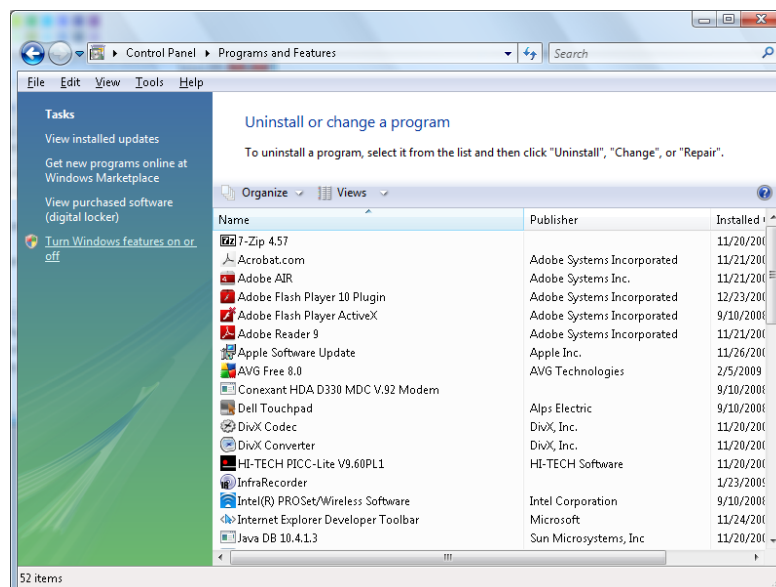 Control Panel Programs and Features Search
File Edit View Tools Help
Tasks
View installed updates
Get new programs online at
Windows Marketplace
View purchased software
(digital locker)
Turn Windows features on or
off
Uninstall or change a program
To uninstall a program, select it from the list and then click "Uninstall", "Change", or "Repair".
Organize Views
Name Publisher Installed
7-Zip 4.57 11/20/200
Acrobat.com Adobe Systems Incorporated 11/21/200
Adobe AIR Adobe Systems Inc. 11/21/200
Adobe Flash Player 10 Plugin Adobe Systems Incorporated 12/23/200
Adobe Flash Player ActiveX Adobe Systems Incorporated 9/10/2008
Adobe Reader 9 Adobe Systems Incorporated 11/21/200
Apple Software Update Apple Inc. 11/26/200
AVG Free 8.0 AVG Technologies 2/5/2009
Conexant HDA D330 MDC V.92 Modem 9/10/2008
Dell Touchpad Alps Electric 9/10/2008
DivX Codec DivX, Inc. 11/20/200
DivX Converter DivX, Inc. 11/20/200
HI-TECH PICC-Lite V9.60PL1 HI-TECH Software 11/20/200
InfraRecorder 1/23/2009
Intel(R) PROSet/Wireless Software Intel Corporation 9/10/2008
Internet Explorer Developer Toolbar Microsoft 11/24/200
Java DB 10.4.1.3 Sun Microsystems, Inc 11/20/200
52 items